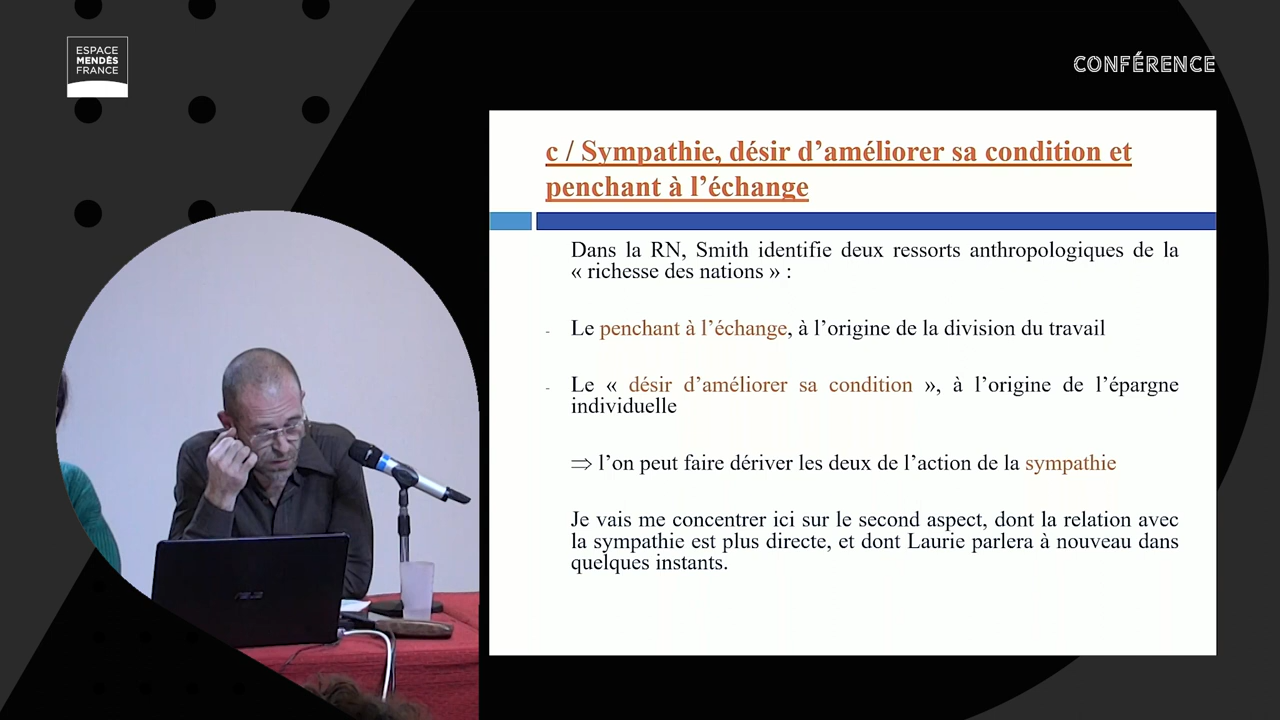 ESPACE
MENDÈS
FRANCE
CONFÉRENCE
c / Sympathie, désir d’améliorer sa condition et
penchant à l’échange
Dans la RN, Smith identifie deux ressorts anthropologiques de la
« richesse des nations » :
- Le penchant à l’échange, à l’origine de la division du travail
- Le « désir d’améliorer sa condition », à l’origine de l’épargne
individuelle
⇒ l’on peut faire dériver les deux de l’action de la sympathie
Je vais me concentrer ici sur le second aspect, dont la relation avec
la sympathie est plus directe, et dont Laurie parlera à nouveau dans
quelques instants.